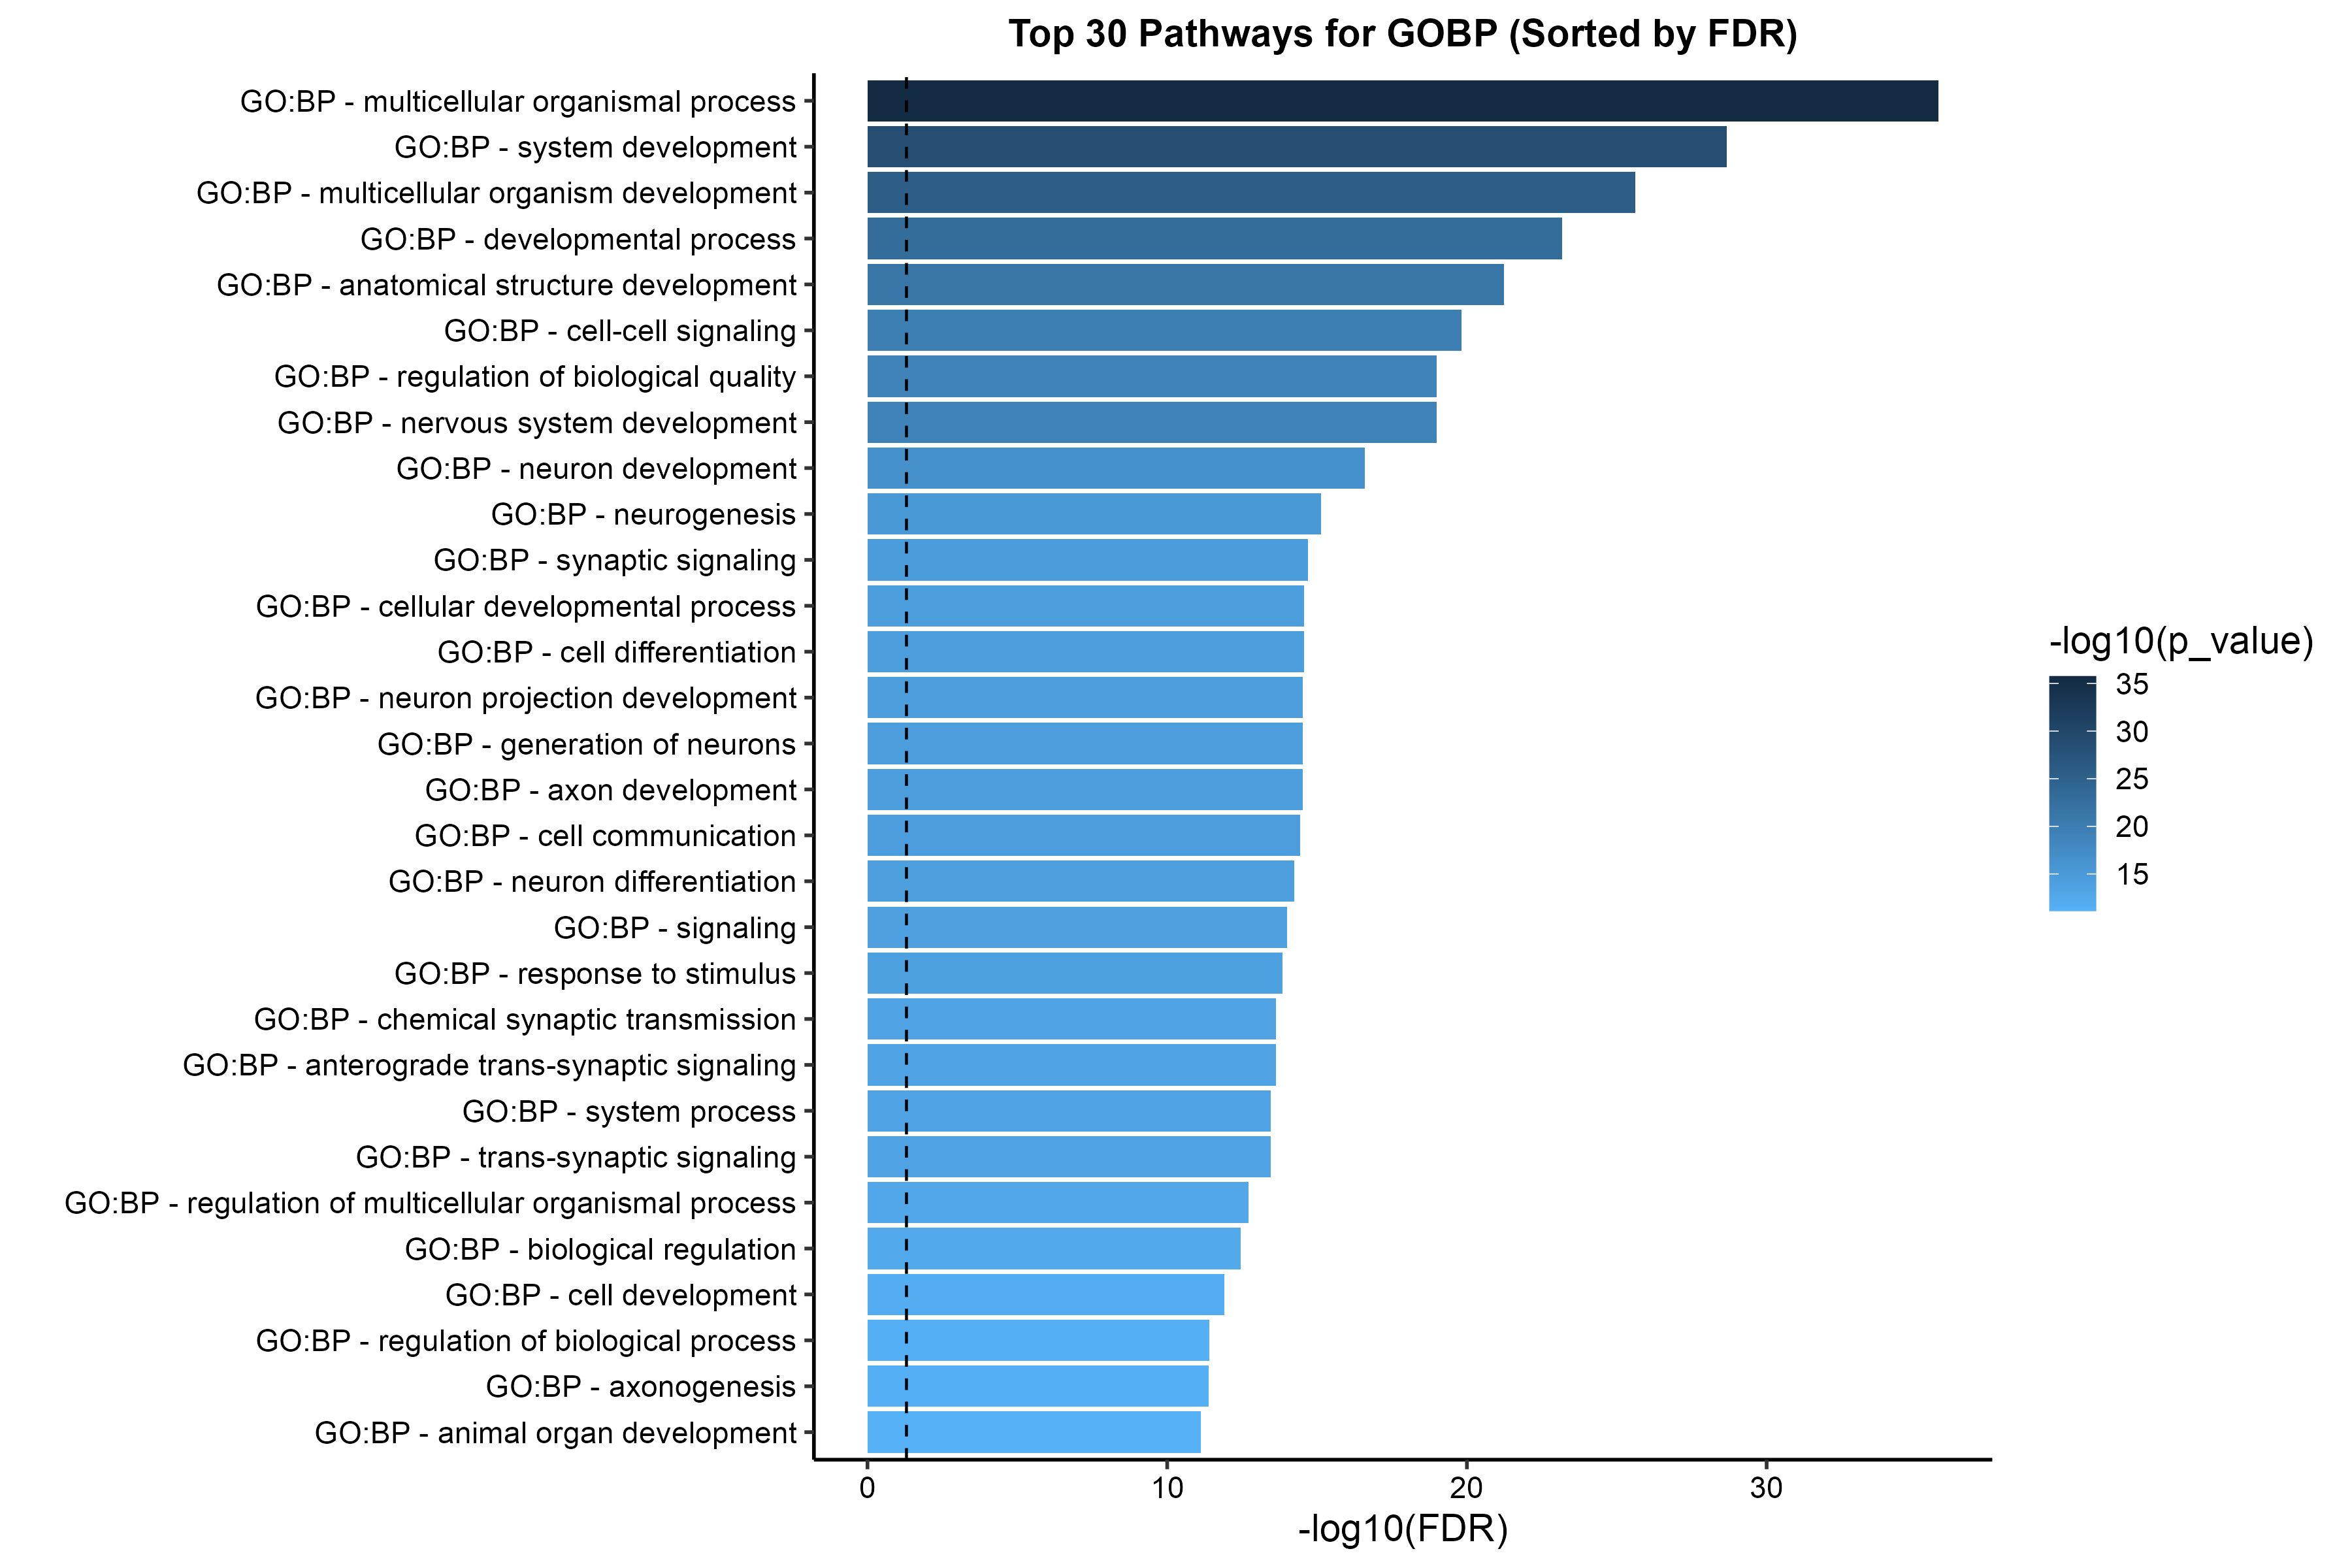 Top 30 Pathways for GOBP (Sorted by FDR)
GO:BP - multicellular organismal process
GO:BP - system development
GO:BP - multicellular organism development
GO:BP - developmental process
GO:BP - anatomical structure development
GO:BP - cell-cell signaling
GO:BP - regulation of biological quality
GO:BP - nervous system development
GO:BP - neuron development
GO:BP - neurogenesis
GO:BP - synaptic signaling
GO:BP - cellular developmental process
GO:BP - cell differentiation
GO:BP - neuron projection development
GO:BP - generation of neurons
GO:BP - axon development
GO:BP - cell communication
GO:BP - neuron differentiation
GO:BP - signaling
GO:BP - response to stimulus
GO:BP - chemical synaptic transmission
GO:BP - anterograde trans-synaptic signaling
GO:BP - system process
GO:BP - trans-synaptic signaling
GO:BP - regulation of multicellular organismal process
GO:BP - biological regulation
GO:BP - cell development
GO:BP - regulation of biological process
GO:BP - axonogenesis
GO:BP - animal organ development
0 10 20 30
-log10(FDR)
-log10(p_value)
35
30
25
20
15